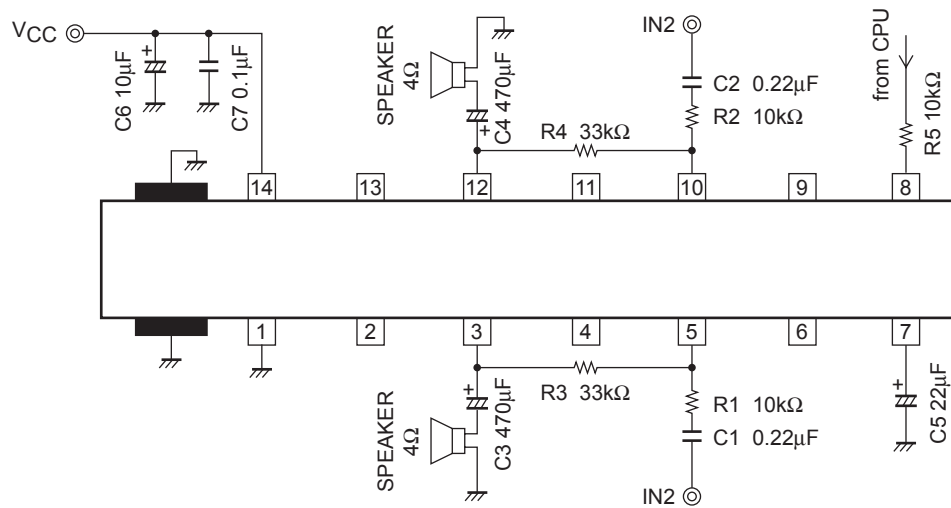 VCC
C6 10μF
+
C7 0.1μF
SPEAKER
4Ω
C4 470μF
+
R4 33kΩ
IN2
C2 0.22μF
R2 10kΩ
from CPU
R5 10kΩ
14
13
12
11
10
9
8
1
2
3
4
5
6
7
SPEAKER
4Ω
+
C3 470μF
R3 33kΩ
R1 10kΩ
C1 0.22μF
IN2
+
C5 22μF